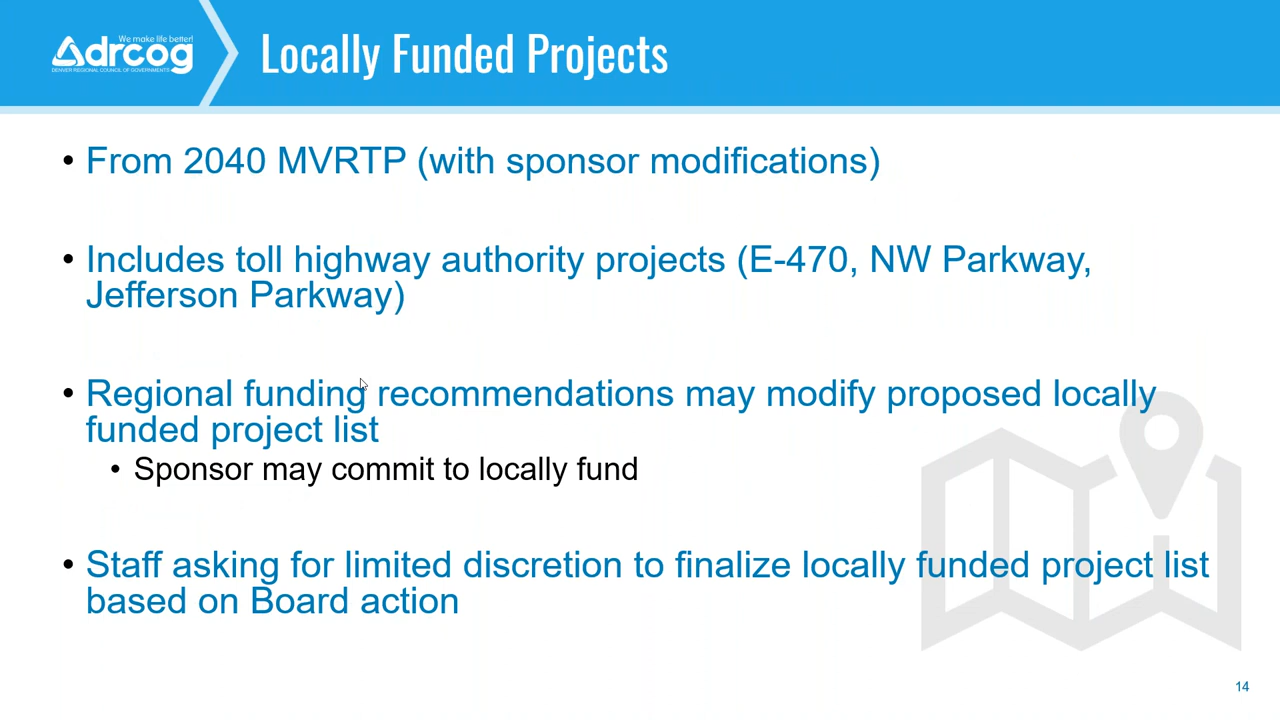 We make life better!
drcog
DENVER REGIONAL COUNCIL OF GOVERNMENTS
Locally Funded Projects
• From 2040 MVRTP (with sponsor modifications)
• Includes toll highway authority projects (E-470, NW Parkway,
Jefferson Parkway)
• Regional funding recommendations may modify proposed locally
funded project list
• Sponsor may commit to locally fund
• Staff asking for limited discretion to finalize locally funded project list
based on Board action
14